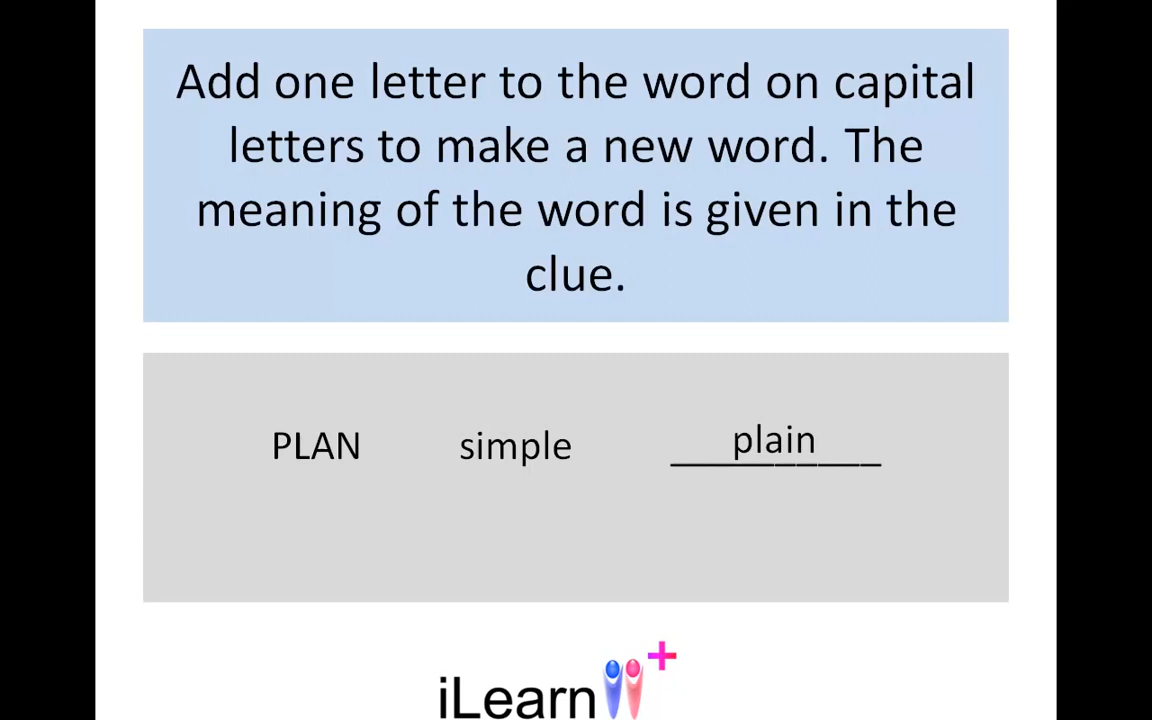 Add one letter to the word on capital
letters to make a new word. The
meaning of the word is given in the
clue.
PLAN simple plain
iLearn